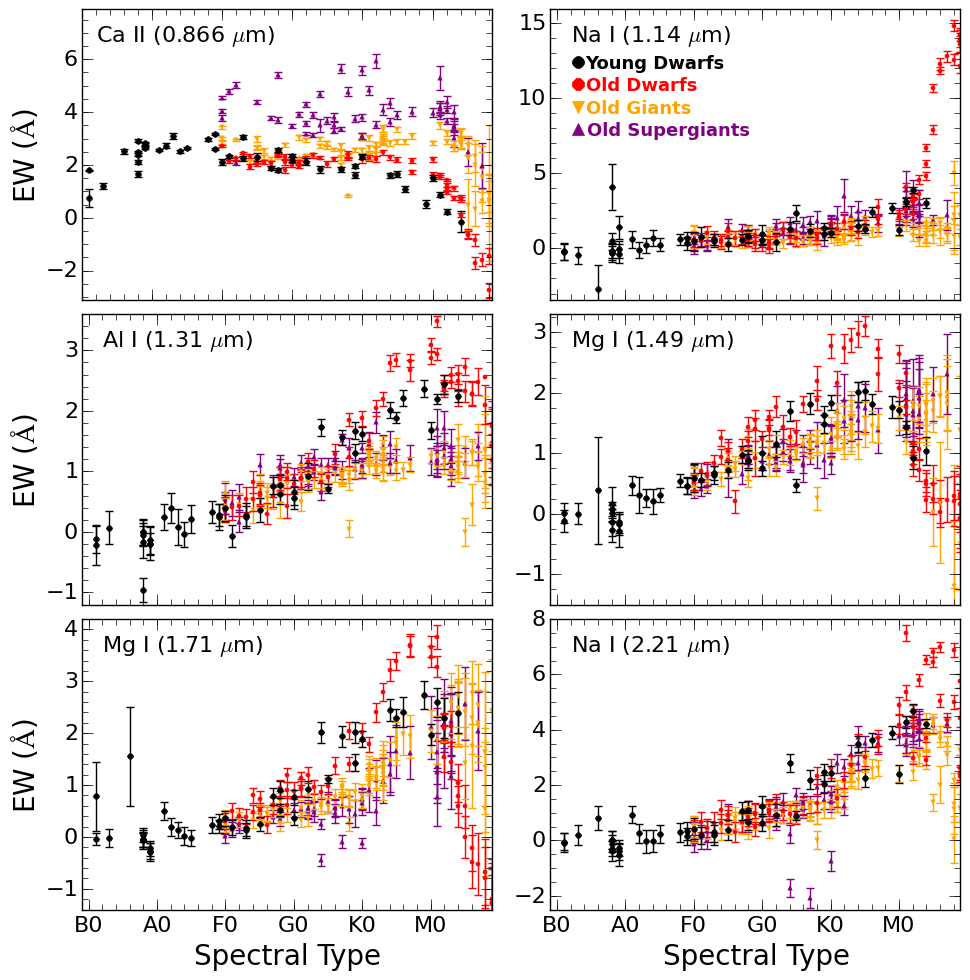 Ca II (0.866 μm)
6
4
2
0
−2
EW (Å)
Na I (1.14 μm)
Young Dwarfs
Old Dwarfs
Old Giants
Old Supergiants
15
10
5
0
Al I (1.31 μm)
3
2
1
0
−1
EW (Å)
Mg I (1.49 μm)
3
2
1
0
−1
Mg I (1.71 μm)
4
3
2
1
0
−1
EW (Å)
B0 A0 F0 G0 K0 M0
Spectral Type
Na I (2.21 μm)
8
6
4
2
0
−2
B0 A0 F0 G0 K0 M0
Spectral Type